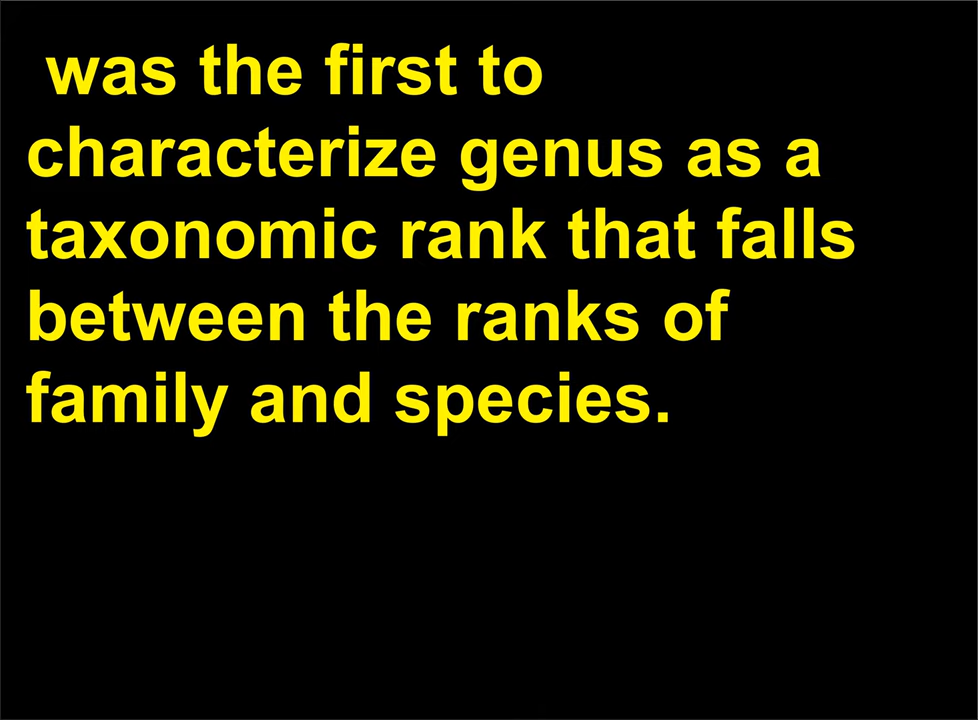 was the first to
characterize genus as a
taxonomic rank that falls
between the ranks of
family and species.